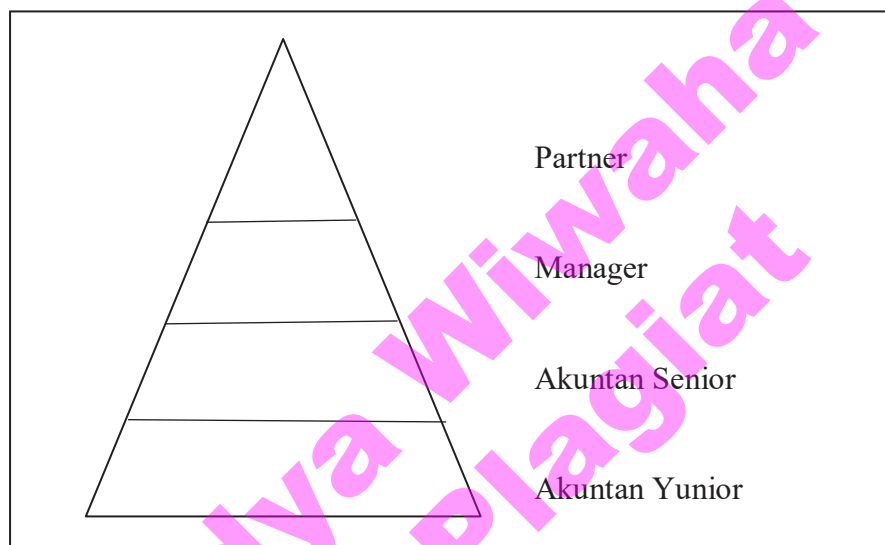 Partner
Manager
Akuntan Senior
Akuntan Yunior
Wiwaha
Plagiat